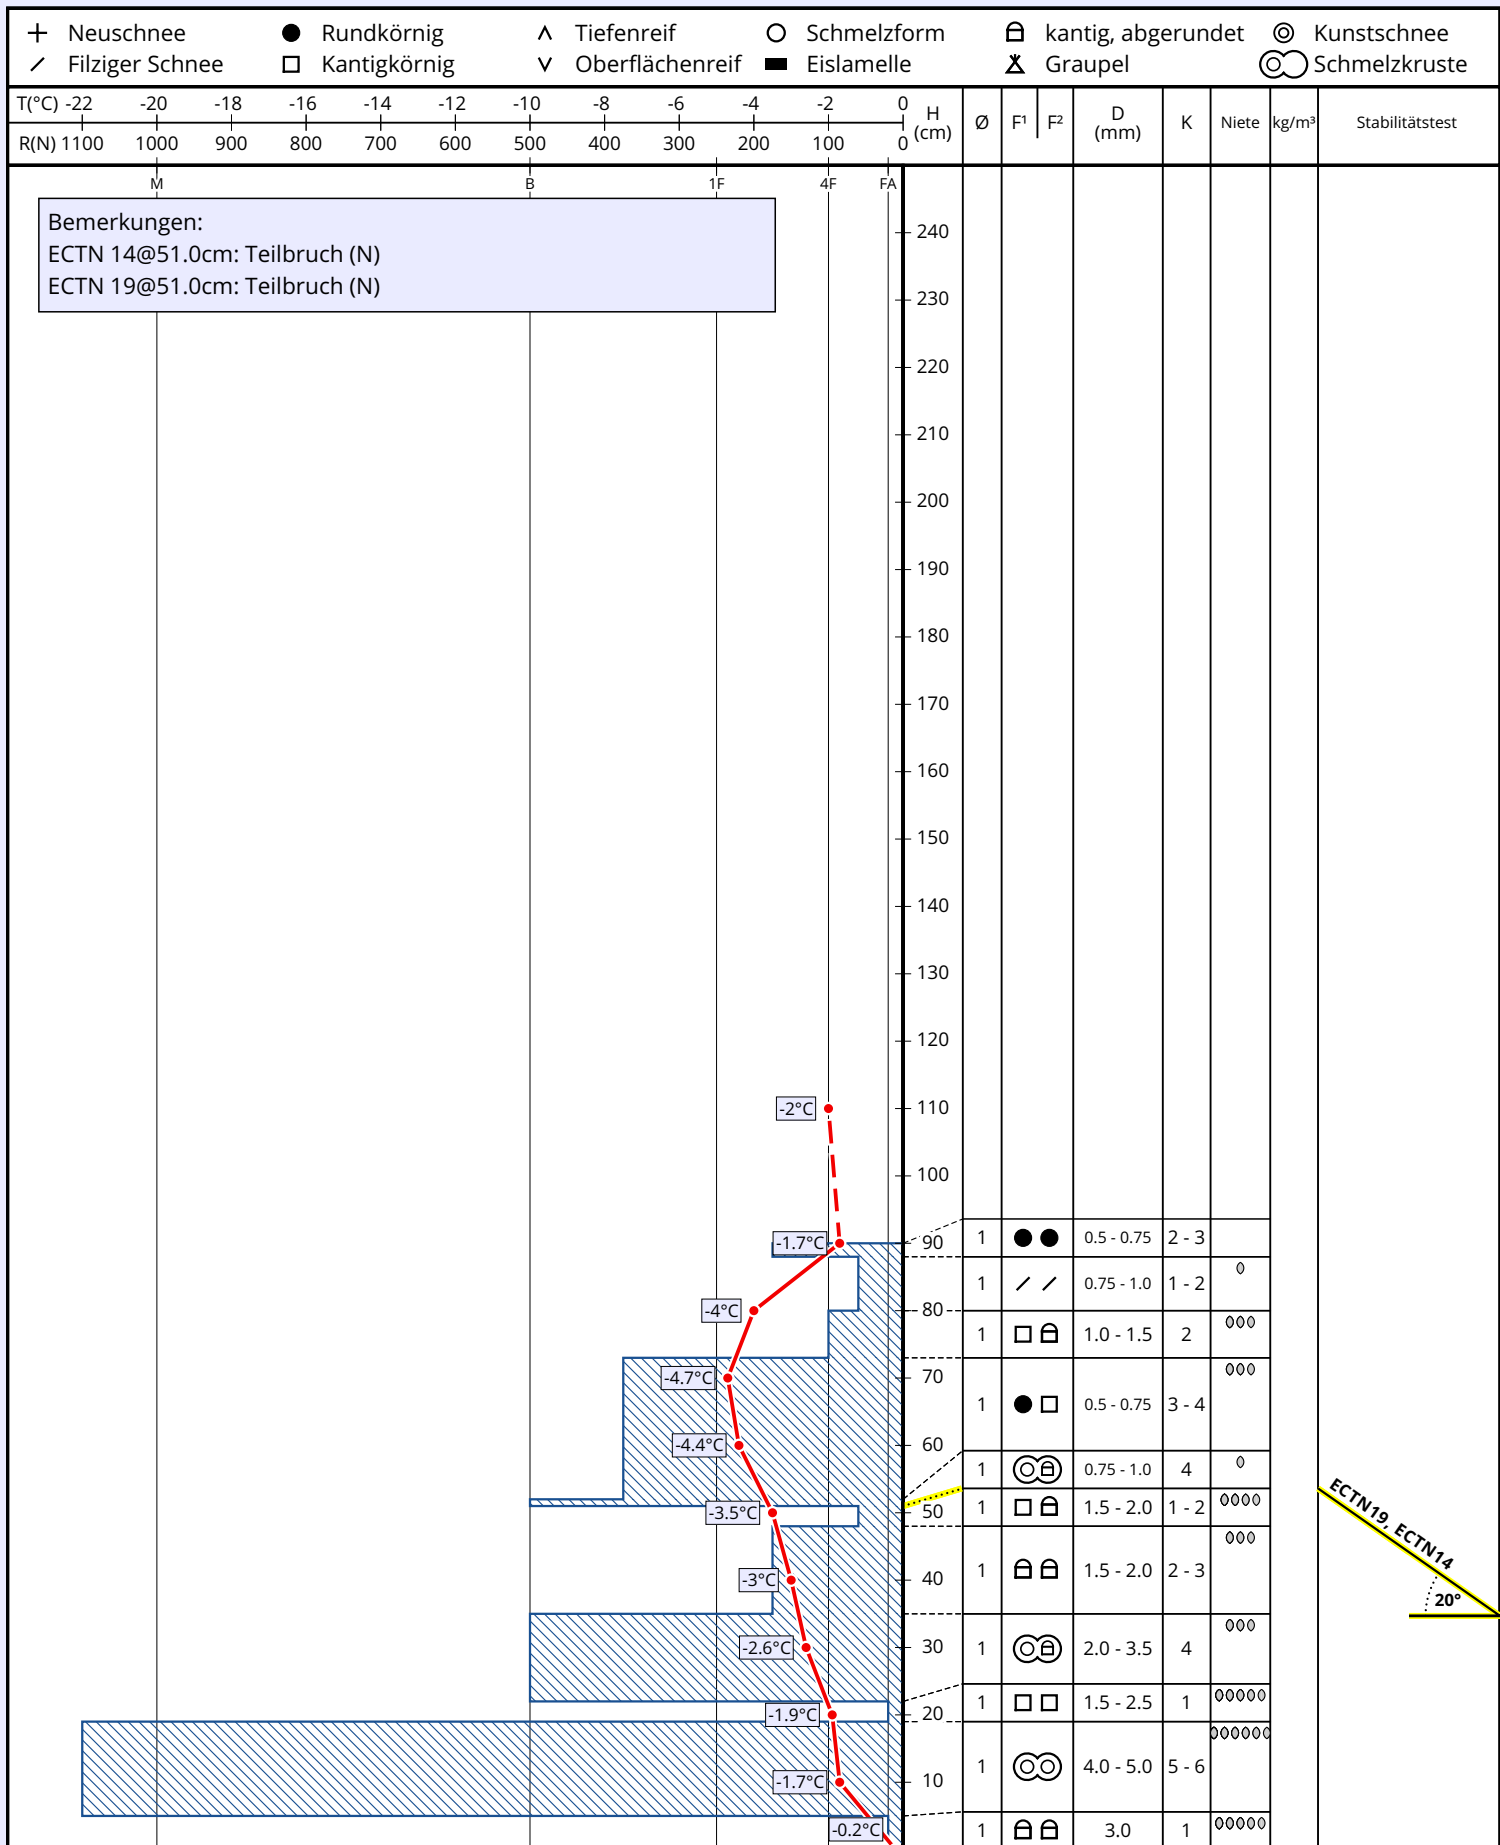 Neuschnee Rundkörnig Tiefenreif Schmelzform kantig, abgerundet Kunstschnee
Filziger Schnee Kantigkörnig Oberflächenreif Eislamelle Graupel Schmelzkruste
T(°C) -22 -20 -18 -16 -14 -12 -10 -8 -6 -4 -2 0
R(N) 1100 1000 900 800 700 600 500 400 300 200 100 0
H (cm) Ø F¹ F² D (mm) K Niete kg/m³ Stabilitätstest
M B 1F 4F FA
Bemerkungen:
ECTN 14@51.0cm: Teilbruch (N)
ECTN 19@51.0cm: Teilbruch (N)
240
230
220
210
200
190
180
170
160
150
140
130
120
-2°C 110
100
-1.7°C 90 1 0.5 - 0.75 2 - 3
1 0.75 - 1.0 1 - 2
-4°C 80
1 1.0 - 1.5 2
-4.7°C 70
1 0.5 - 0.75 3 - 4
-4.4°C 60
1 0.75 - 1.0 4
-3.5°C 50 1 1.5 - 2.0 1 - 2
ECTN19, ECTN14
1 1.5 - 2.0 2 - 3
-3°C 40
20°
-2.6°C 30 1 2.0 - 3.5 4
1 1.5 - 2.5 1
-1.9°C 20
1 4.0 - 5.0 5 - 6
-1.7°C 10
-0.2°C 1 3.0 1